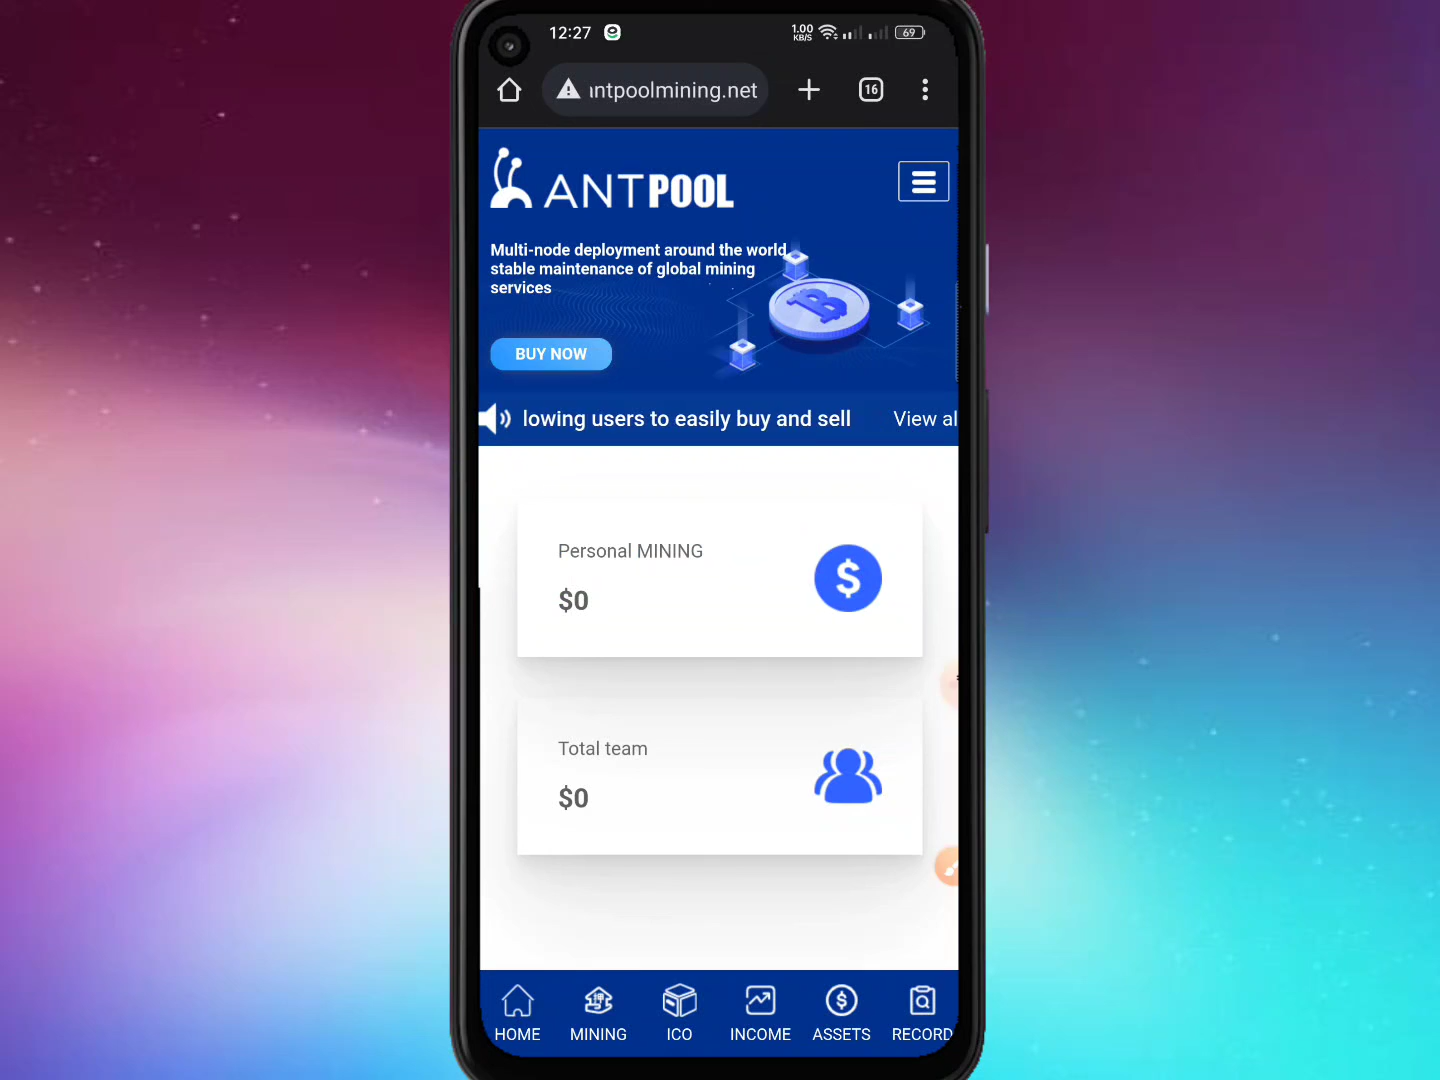 12:27
1.00
KB/S
69
ntpoolmining.net
16
ANTPOOL
Multi-node deployment around the world
stable maintenance of global mining
services
BUY NOW
lowing users to easily buy and sell
View al
Personal MINING
$0
Total team
$0
HOME
MINING
ICO
INCOME
ASSETS
RECORD